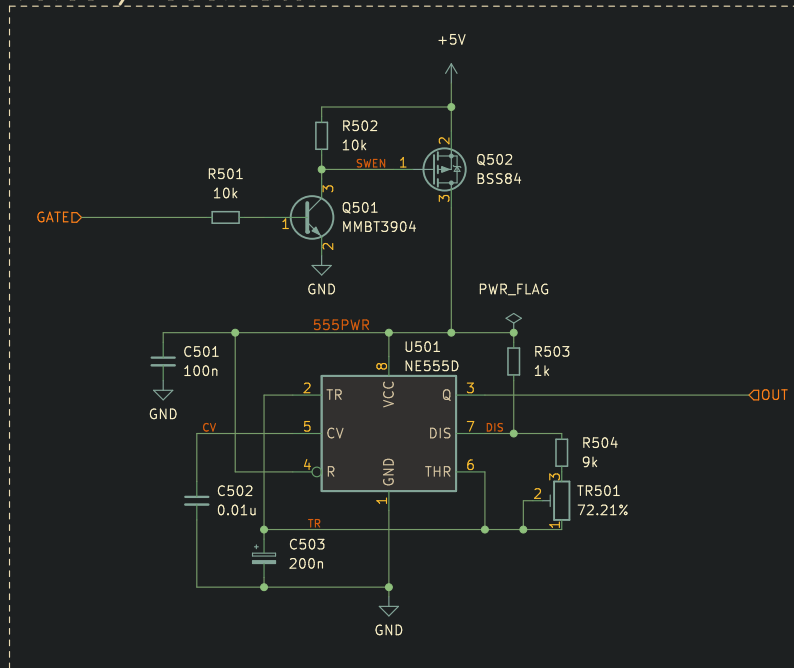 +5V
R502
10k
SWEN
1
2
Q502
BSS84
3
R501
10k
GATE
1
3
Q501
MMBT3904
2
GND
PWR_FLAG
555PWR
C501
100n
GND
U501
NE555D
8
R503
1k
2
TR
VCC
Q
3
OUT
CV
5
CV
DIS
7
DIS
4
R
GND
THR
6
R504
9k
C502
0.01u
1
3
2
TR501
72.21%
1
TR
+
C503
200n
GND